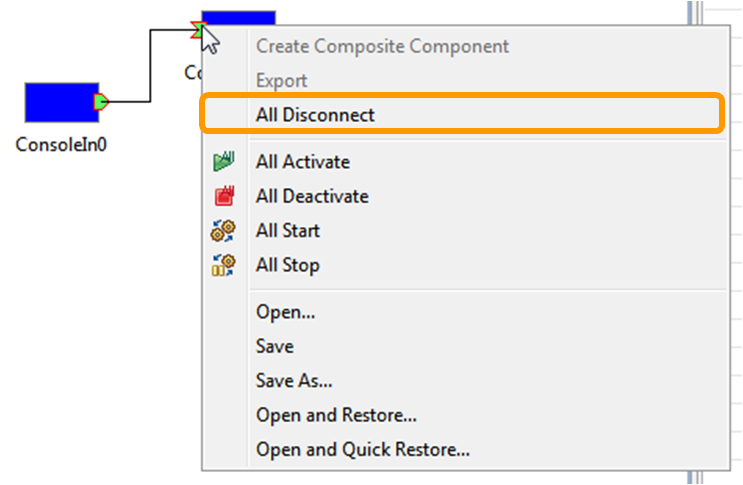 Create Composite Component
Co
Export
All Disconnect
ConsoleIn0
All Activate
All Deactivate
All Start
All Stop
Open...
Save
Save As...
Open and Restore...
Open and Quick Restore...